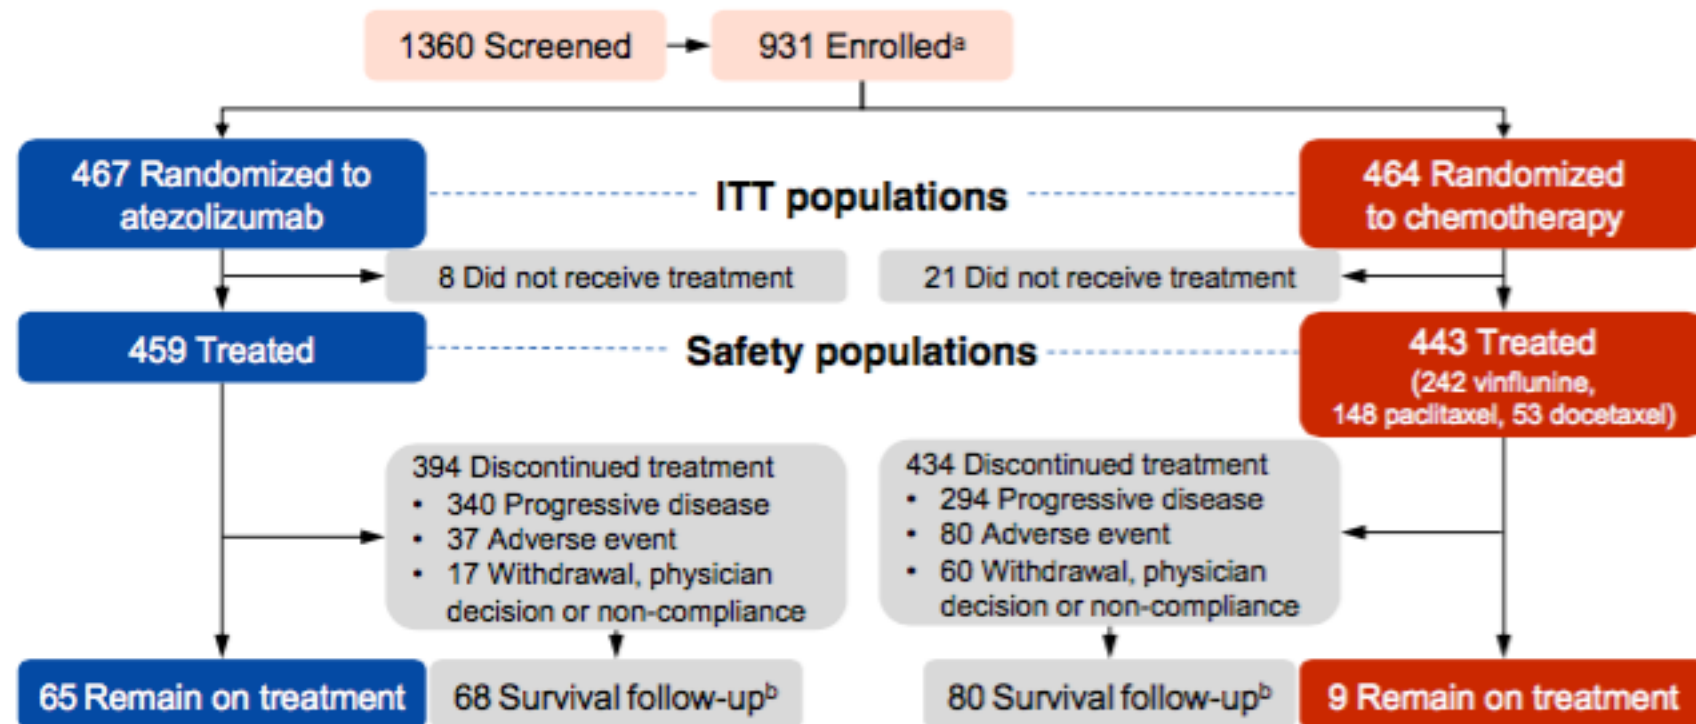 1360 Screened
931 Enrolledᵃ
467 Randomized to
atezolizumab
ITT populations
464 Randomized
to chemotherapy
8 Did not receive treatment
21 Did not receive treatment
459 Treated
Safety populations
443 Treated
(242 vinflunine,
148 paclitaxel, 53 docetaxel)
394 Discontinued treatment
• 340 Progressive disease
• 37 Adverse event
• 17 Withdrawal, physician
decision or non-compliance
434 Discontinued treatment
• 294 Progressive disease
• 80 Adverse event
• 60 Withdrawal, physician
decision or non-compliance
65 Remain on treatment
68 Survival follow-upᵇ
80 Survival follow-upᵇ
9 Remain on treatment